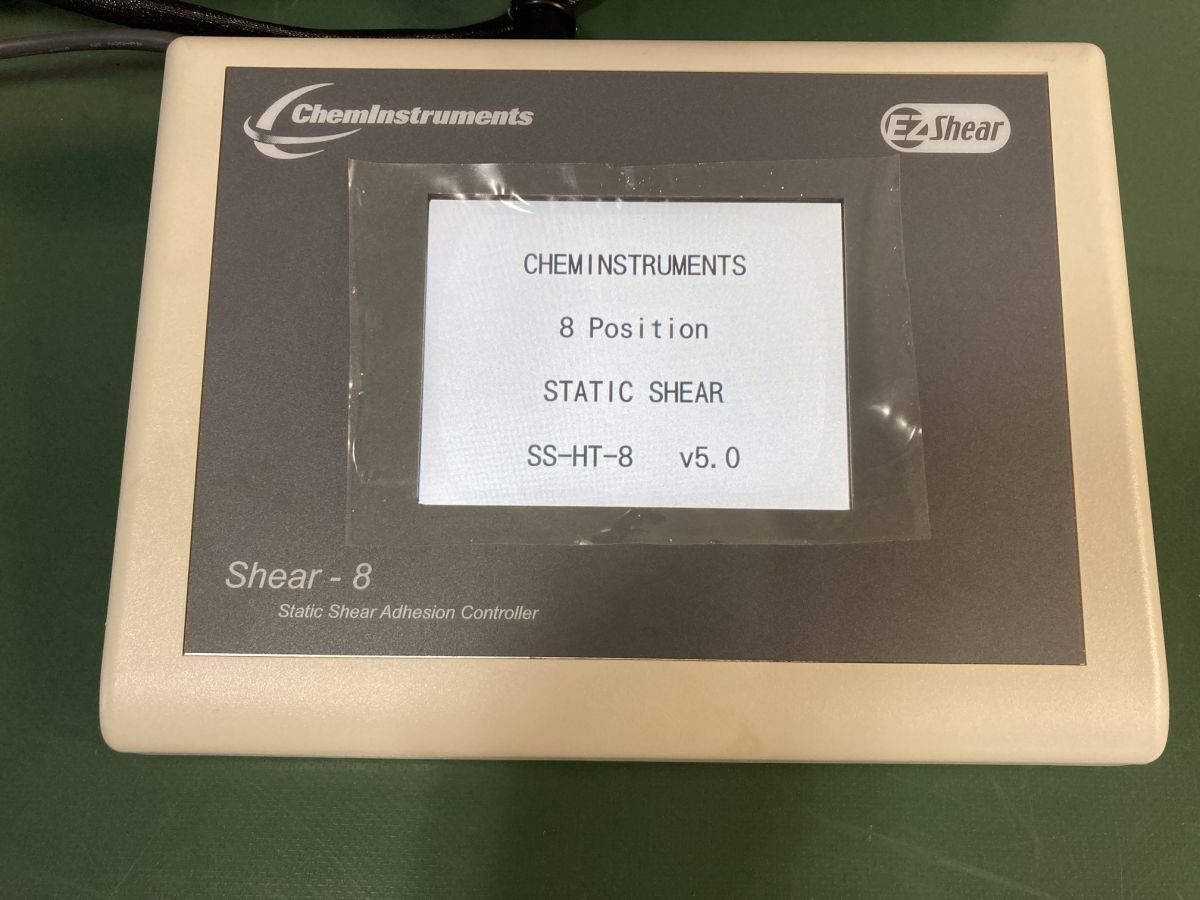 ChemInstruments
EZ Shear
CHEMINSTRUMENTS
8 Position
STATIC SHEAR
SS-HT-8 v5.0
Shear - 8
Static Shear Adhesion Controller